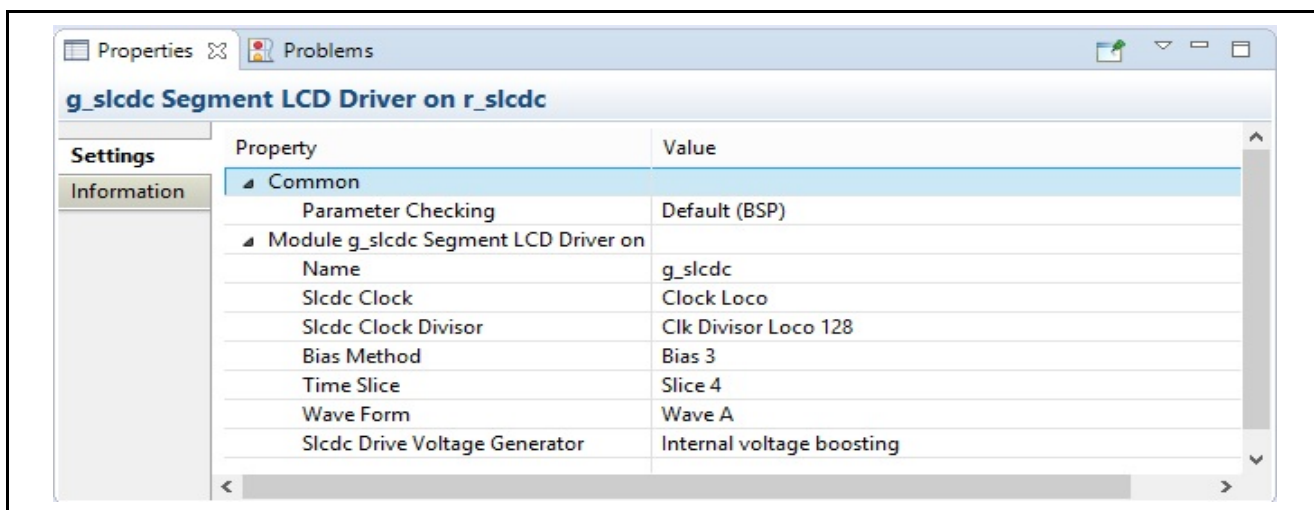 Properties Problems
g_slcdc Segment LCD Driver on r_slcdc
Settings
Information
Property Value
Common
Parameter Checking Default (BSP)
Module g_slcdc Segment LCD Driver on
Name g_slcdc
Slcdc Clock Clock Loco
Slcdc Clock Divisor Clk Divisor Loco 128
Bias Method Bias 3
Time Slice Slice 4
Wave Form Wave A
Slcdc Drive Voltage Generator Internal voltage boosting